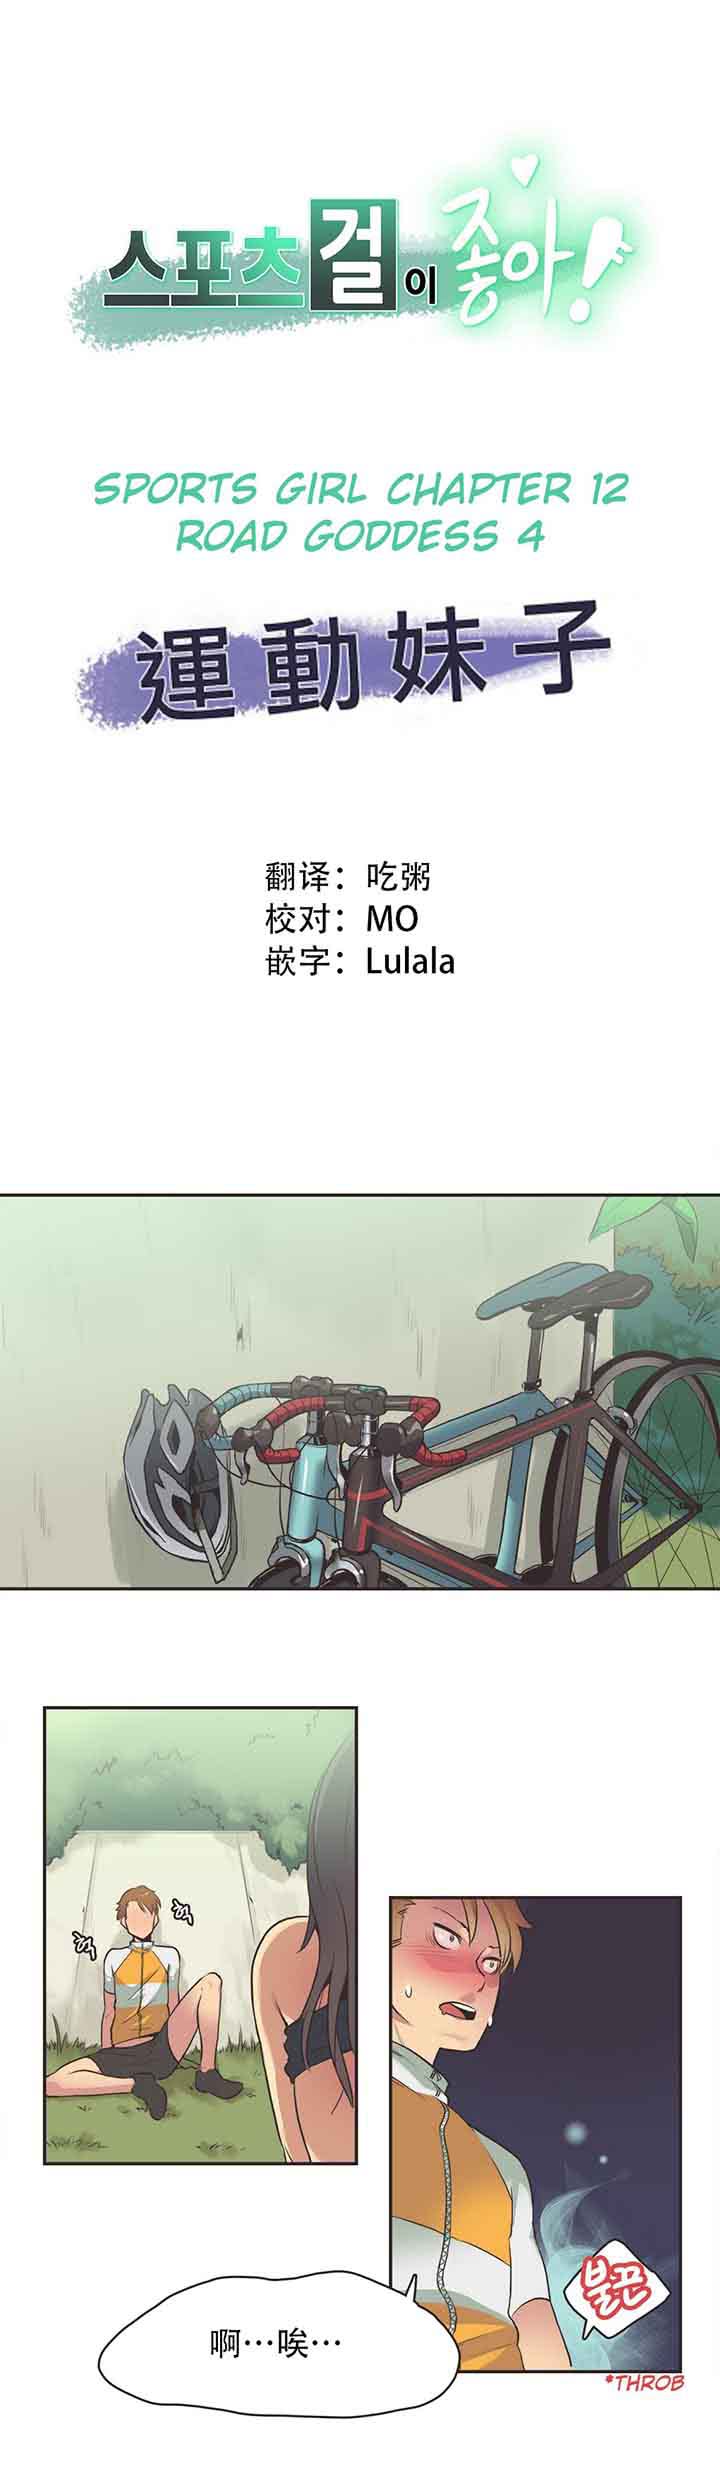 스포츠걸이 좋아!
SPORTS GIRL CHAPTER 12
ROAD GODDESS 4
運動妹子
翻译：吃粥
校对：MO
嵌字：Lulala
헉
헉
불끈
*THROB
啊…唉…